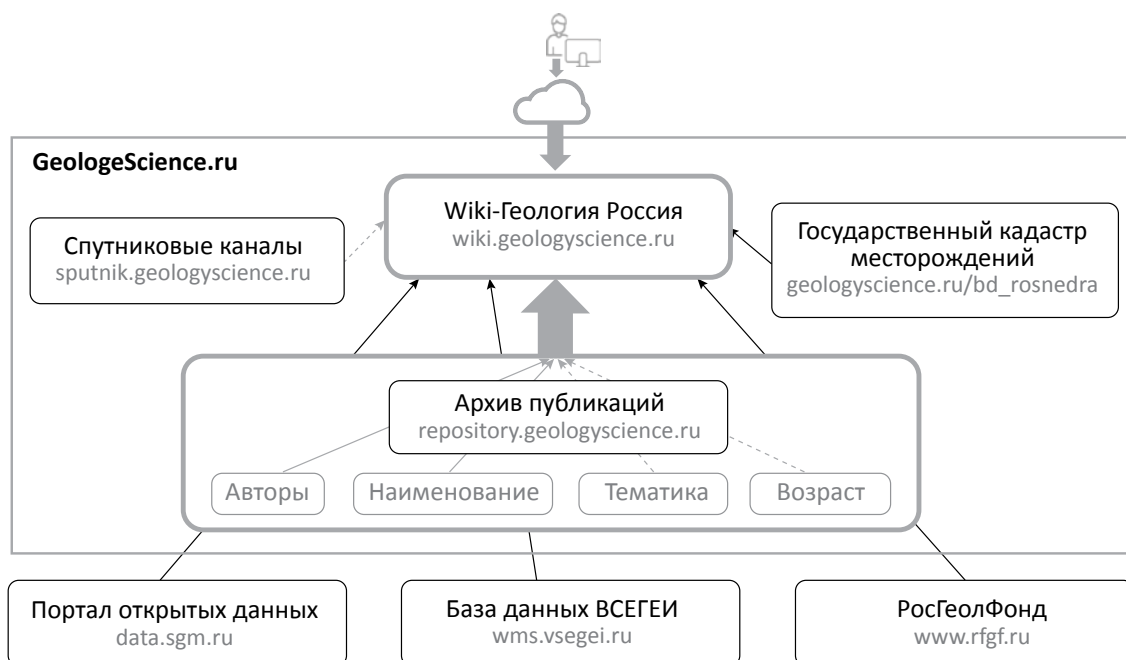 GeologeScience.ru
Wiki-Геология Россия
wiki.geologyscience.ru
Спутниковые каналы
sputnik.geologyscience.ru
Государственный кадастр
месторождений
geologyscience.ru/bd_rosnedra
Архив публикаций
repository.geologyscience.ru
Авторы
Наименование
Тематика
Возраст
Портал открытых данных
data.sgm.ru
База данных ВСЕГЕИ
wms.vsegei.ru
РосГеолФонд
www.rfgf.ru